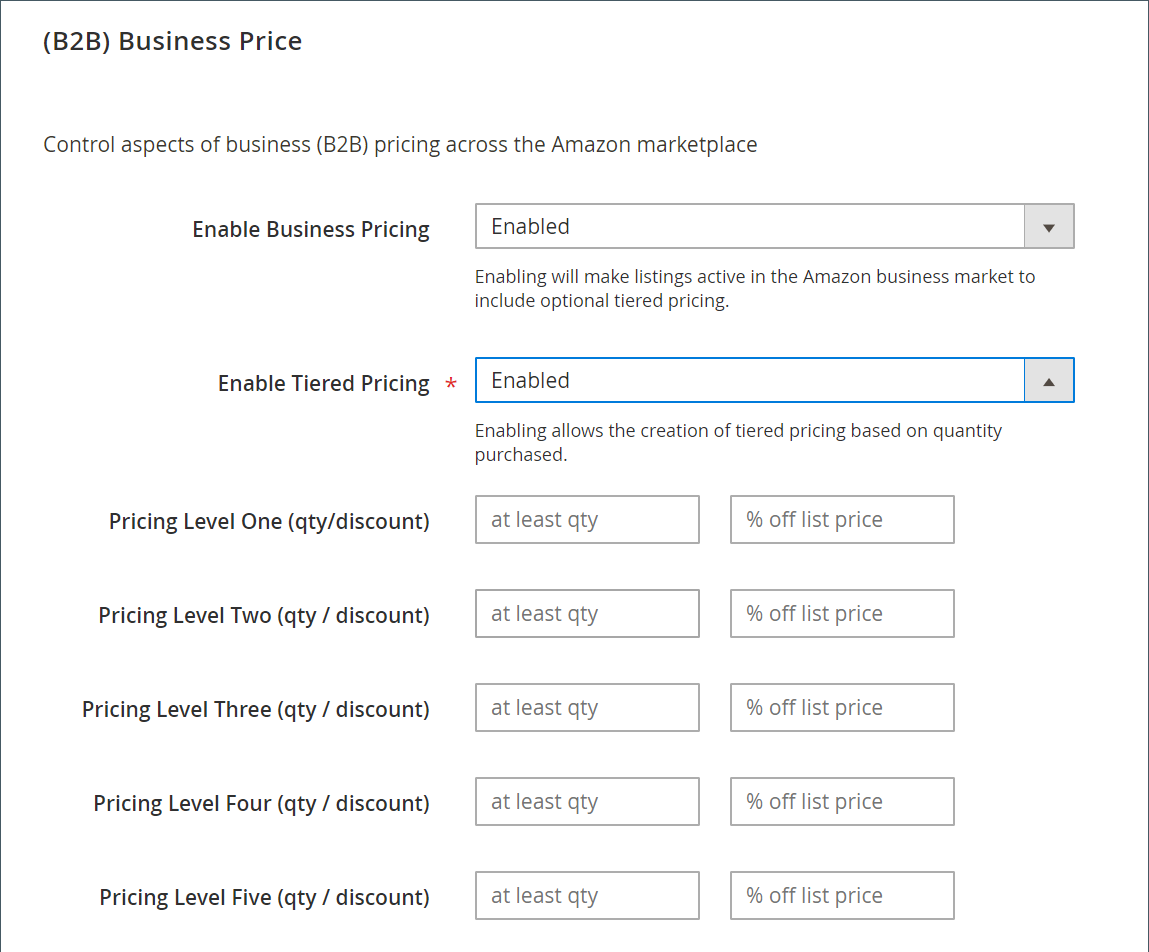 (B2B) Business Price
Control aspects of business (B2B) pricing across the Amazon marketplace
Enable Business Pricing
Enabled
Enabling will make listings active in the Amazon business market to
include optional tiered pricing.
Enable Tiered Pricing *
Enabled
Enabling allows the creation of tiered pricing based on quantity
purchased.
Pricing Level One (qty/discount)
at least qty
% off list price
Pricing Level Two (qty / discount)
at least qty
% off list price
Pricing Level Three (qty / discount)
at least qty
% off list price
Pricing Level Four (qty / discount)
at least qty
% off list price
Pricing Level Five (qty / discount)
at least qty
% off list price